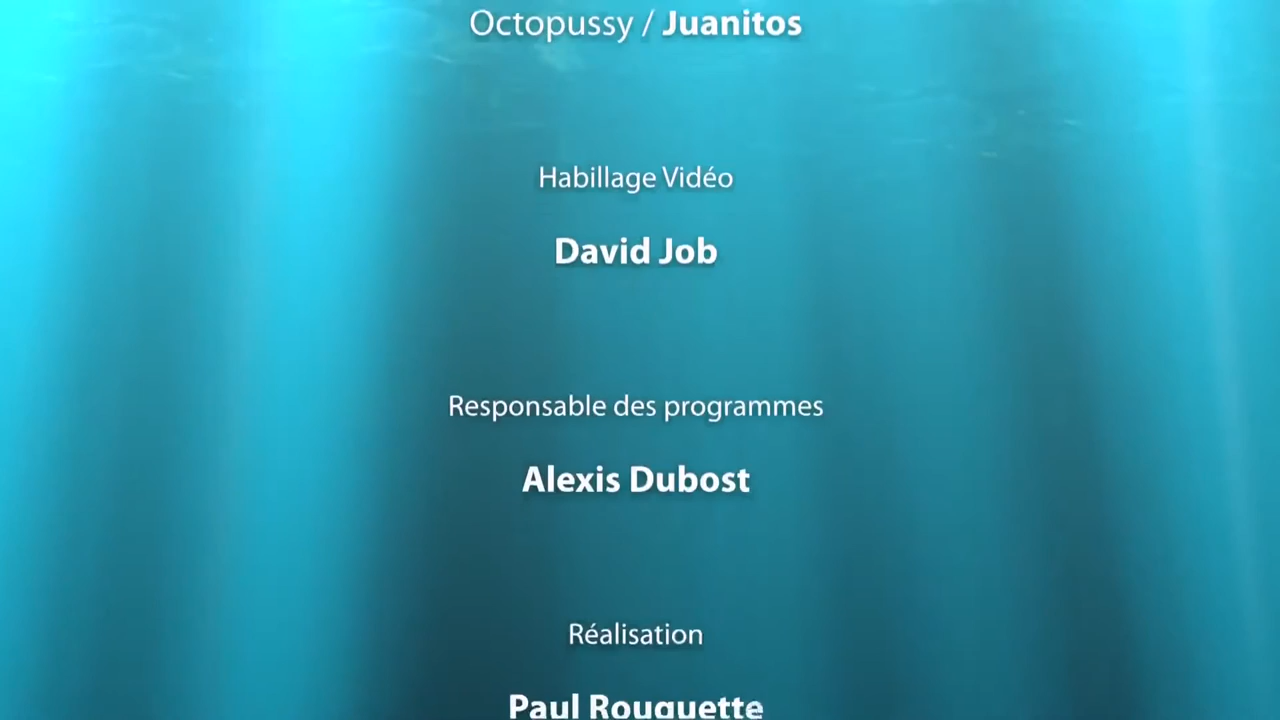 Octopussy / Juanitos
Habillage Vidéo
David Job
Responsable des programmes
Alexis Dubost
Réalisation
Paul Rouquette